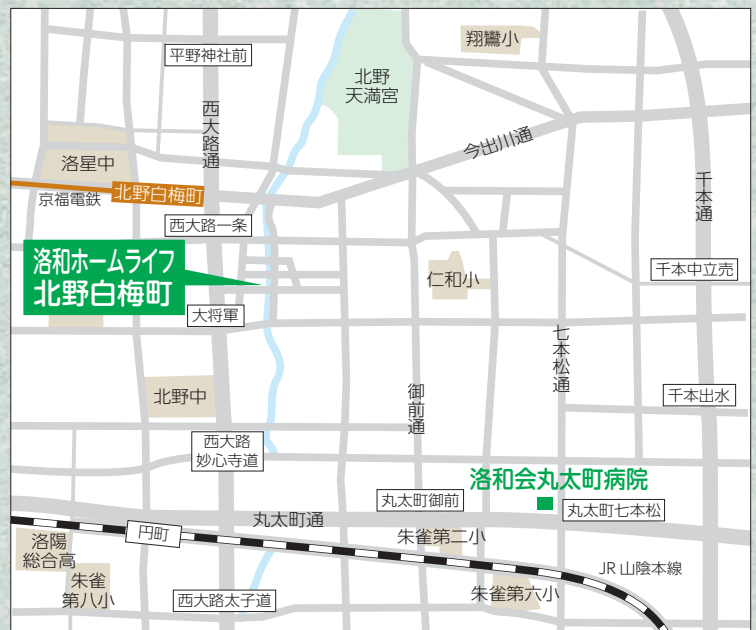 翔鸞小
平野神社前
北野
天満宮
西大路通
今出川通
洛星中
北野白梅町
京福電鉄
千本通
西大路一条
洛和ホームライフ
北野白梅町
千本中立売
仁和小
大将軍
七本松通
北野中
御前通
千本出水
西大路
妙心寺道
洛和会丸太町病院
丸太町御前
丸太町七本松
丸太町通
円町
朱雀第二小
洛陽
総合高
JR山陰本線
朱雀
第八小
朱雀第六小
西大路太子道